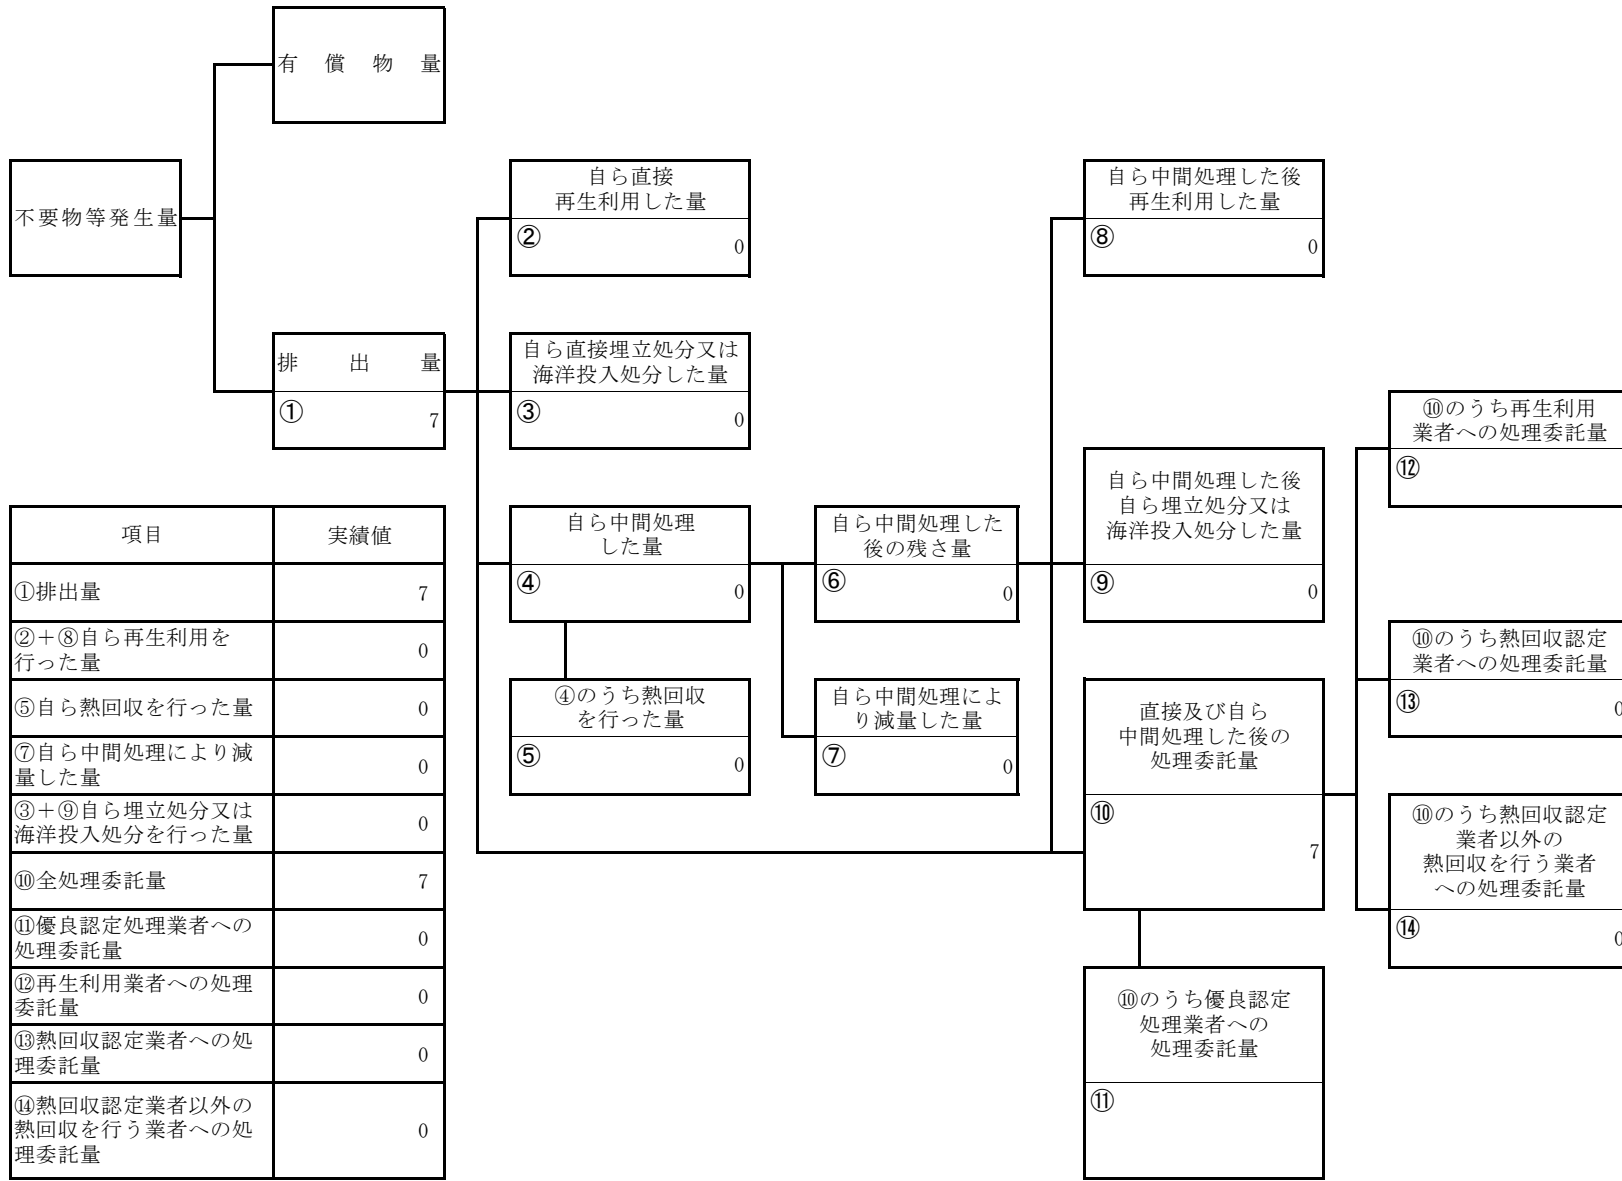 有償物量
不要物等発生量
排出量
① 7
自ら直接
再生利用した量
② 0
自ら直接埋立処分又は
海洋投入処分した量
③ 0
自ら中間処理
した量
④ 0
④のうち熱回収
を行った量
⑤ 0
自ら中間処理した
後の残さ量
⑥ 0
自ら中間処理によ
り減量した量
⑦ 0
自ら中間処理した後
再生利用した量
⑧ 0
自ら中間処理した後
自ら埋立処分又は
海洋投入処分した量
⑨ 0
直接及び自ら
中間処理した後の
処理委託量
⑩
7
⑩のうち優良認定
処理業者への
処理委託量
⑪
⑩のうち再生利用
業者への処理委託量
⑫
⑩のうち熱回収認定
業者への処理委託量
⑬ 0
⑩のうち熱回収認定
業者以外の
熱回収を行う業者
への処理委託量
⑭ 0
項目 実績値
①排出量 7
②+⑧自ら再生利用を
行った量 0
⑤自ら熱回収を行った量 0
⑦自ら中間処理により減
量した量 0
③+⑨自ら埋立処分又は
海洋投入処分を行った量 0
⑩全処理委託量 7
⑪優良認定処理業者への
処理委託量 0
⑫再生利用業者への処理
委託量 0
⑬熱回収認定業者への処
理委託量 0
⑭熱回収認定業者以外の
熱回収を行う業者への処
理委託量 0